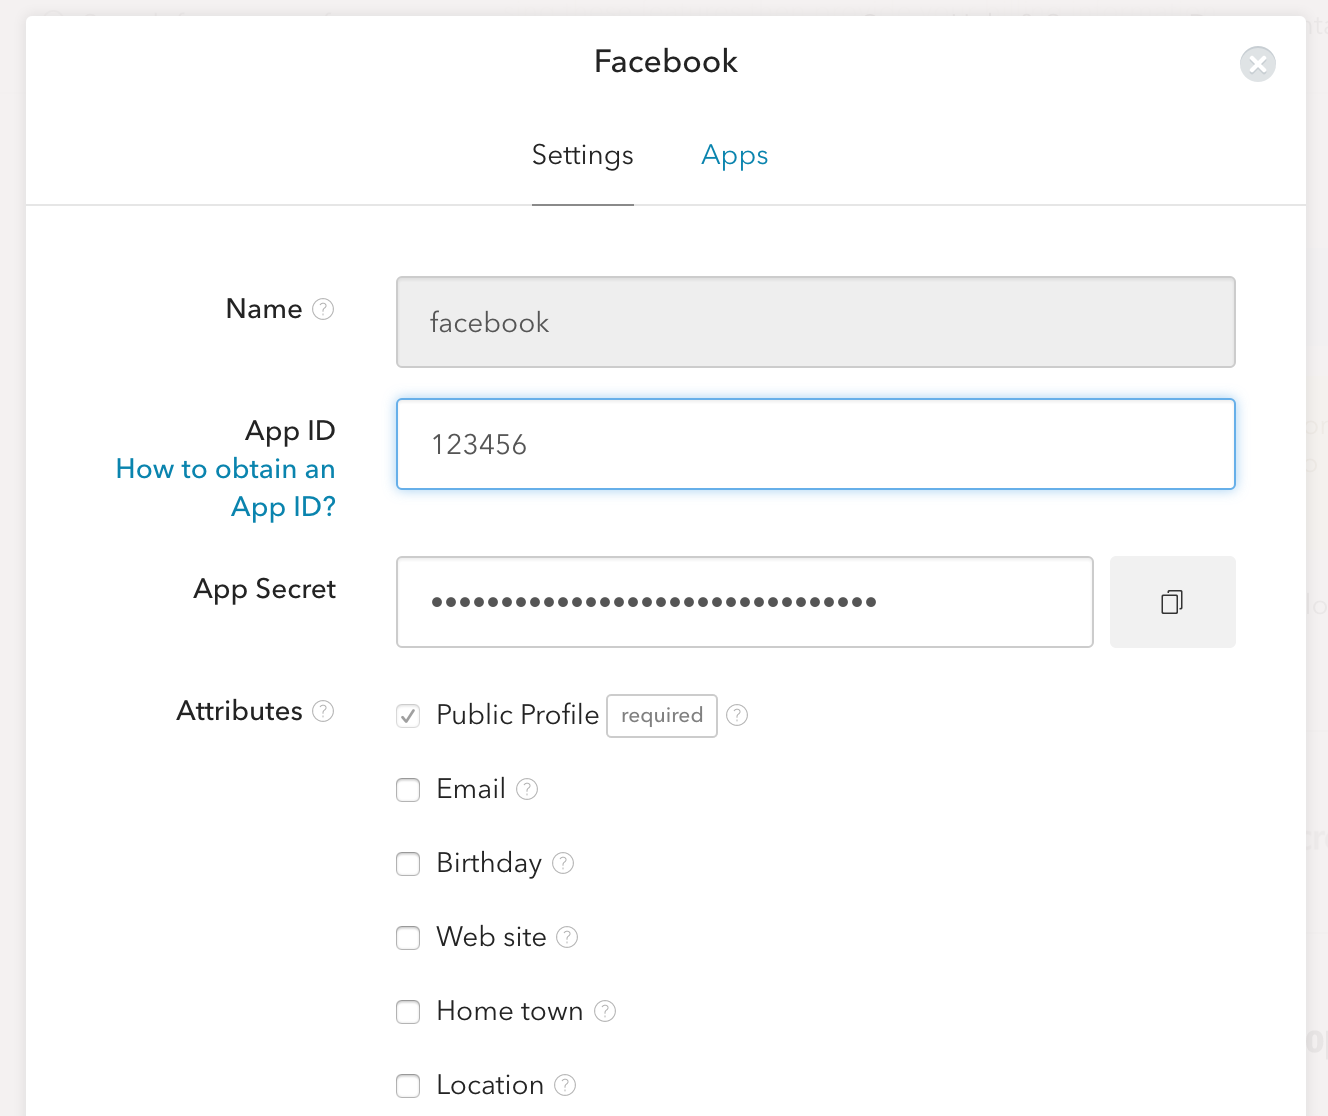 Facebook
Settings Apps
Name ? facebook
App ID 123456
How to obtain an
App ID?
App Secret ••••••••••••••••••••••••••••••••
Attributes ? Public Profile required ?
Email ?
Birthday ?
Web site ?
Home town ?
Location ?